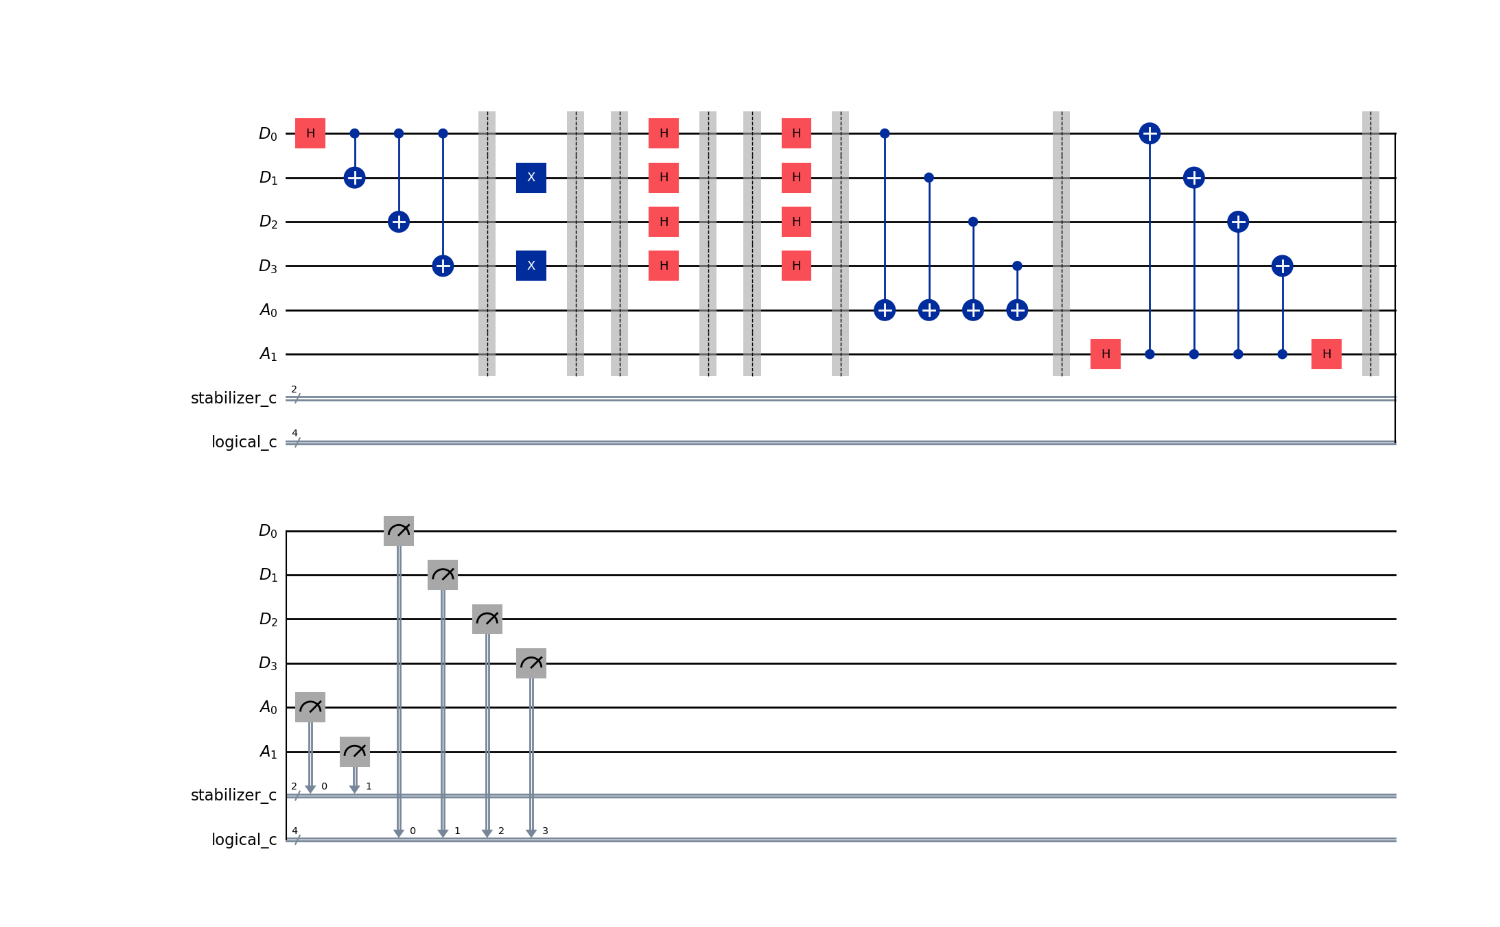 D₀ H H H
D₁ X H H
D₂ H H
D₃ X H H
A₀
A₁ H H
stabilizer_c 2
logical_c 4
D₀
D₁
D₂
D₃
A₀
A₁
stabilizer_c 2 0 1
logical_c 4 0 1 2 3